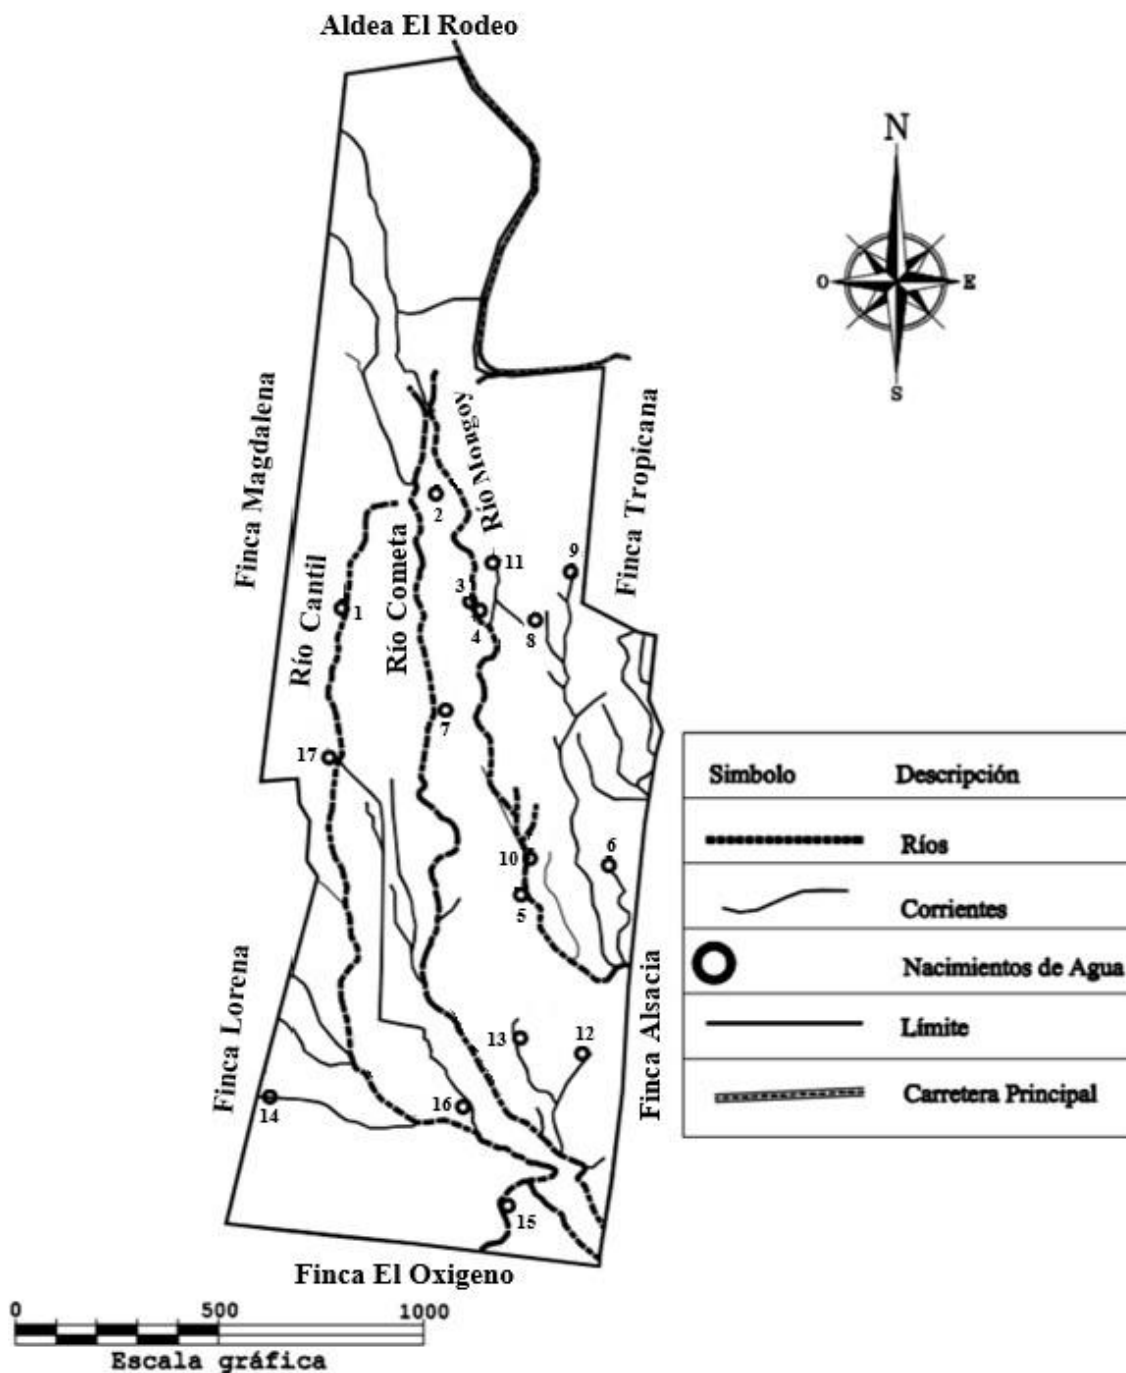 Aldea El Rodeo
N
O
E
S
Finca Magdalena
Río Mongoy
Finca Tropicana
2
Río Cantil
Río Cometa
11
9
3
1
4
8
7
17
10
6
5
Simbolo Descripción
Ríos
Corrientes
Nacimientos de Agua
Límite
Carretera Principal
Finca Lorena
Finca Alsacia
13
12
14
16
15
Finca El Oxigeno
0 500 1000
Escala gráfica